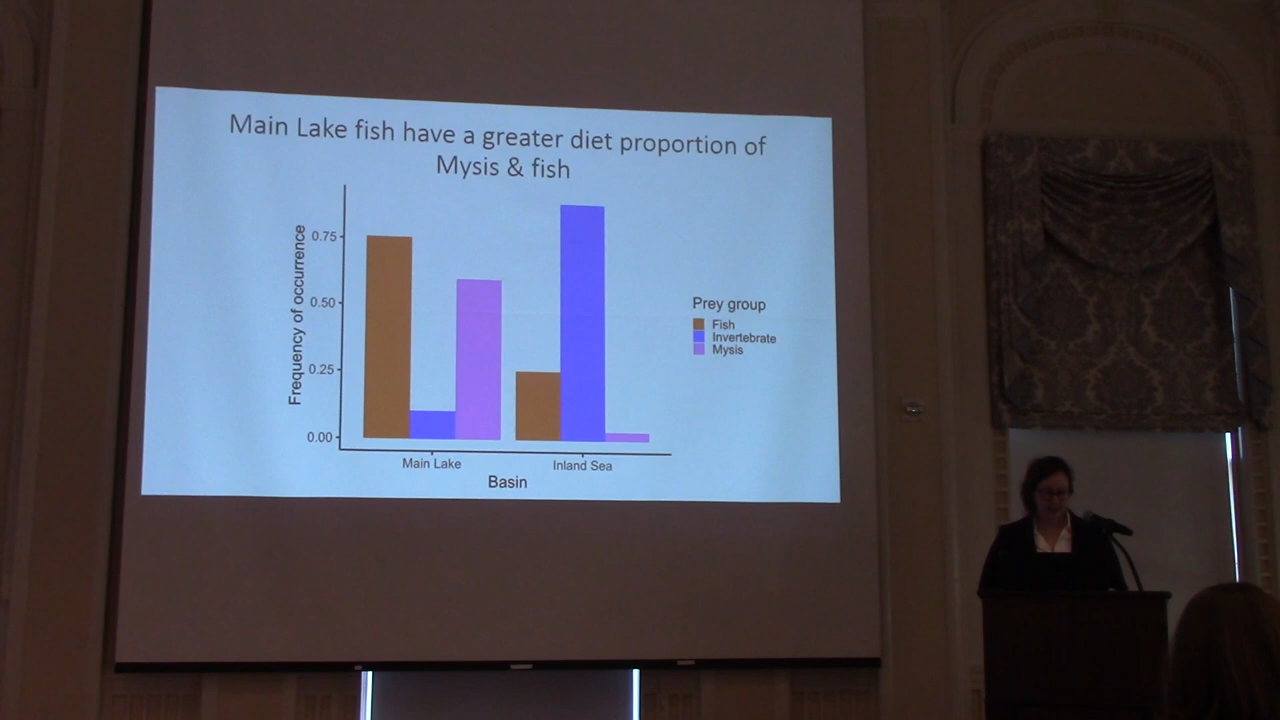 Main Lake fish have a greater diet proportion of
Mysis & fish
Frequency of occurrence
0.75
0.50
0.25
0.00
Main Lake
Inland Sea
Basin
Prey group
Fish
Invertebrate
Mysis